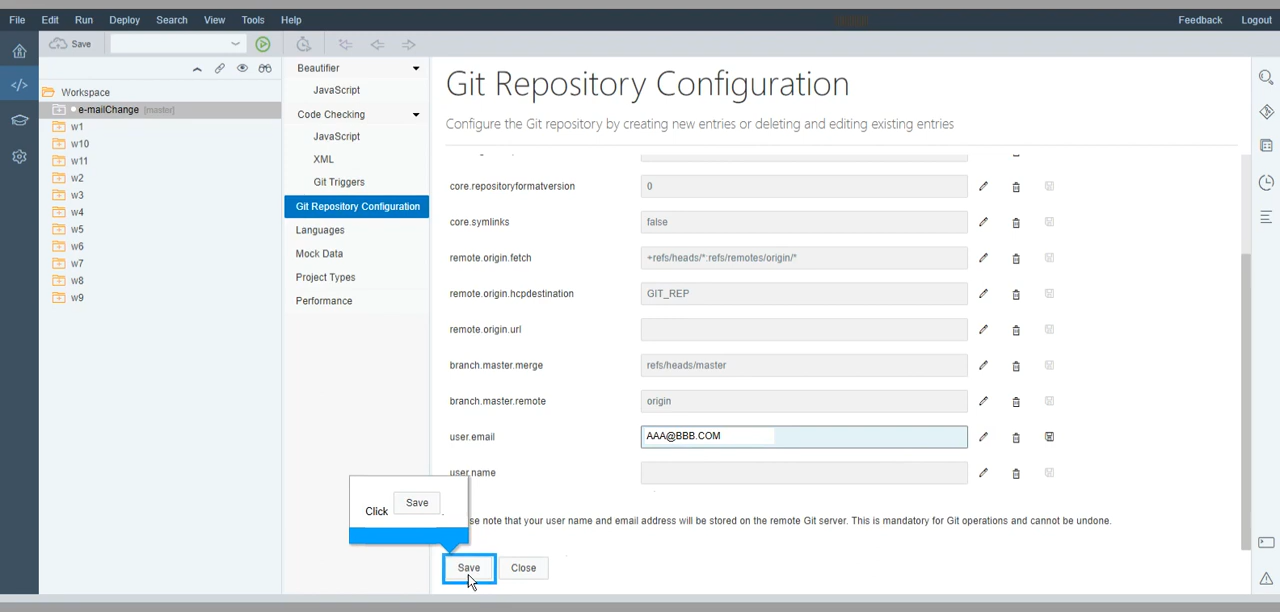 File Edit Run Deploy Search View Tools Help Feedback Logout
Save
Workspace
e-mailChange [master]
w1
w10
w11
w2
w3
w4
w5
w6
w7
w8
w9
Beautifier
JavaScript
Code Checking
JavaScript
XML
Git Triggers
Git Repository Configuration
Languages
Mock Data
Project Types
Performance
Git Repository Configuration
Configure the Git repository by creating new entries or deleting and editing existing entries
core.repositoryformatversion 0
core.symlinks false
remote.origin.fetch +refs/heads/*:refs/remotes/origin/*
remote.origin.hcpdestination GIT_REP
remote.origin.url
branch.master.merge refs/heads/master
branch.master.remote origin
user.email AAA@BBB.COM
user.name
Click Save .
se note that your user name and email address will be stored on the remote Git server. This is mandatory for Git operations and cannot be undone.
Save Close